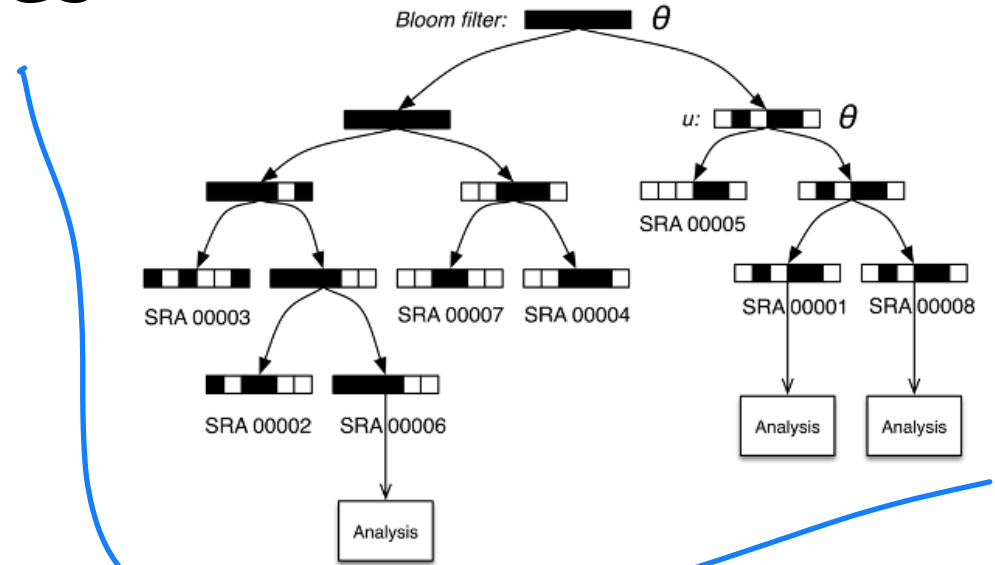 Bloom filter: θ
u: θ
SRA 00005
SRA 00003
SRA 00007
SRA 00004
SRA 00001
SRA 00008
SRA 00002
SRA 00006
Analysis
Analysis
Analysis